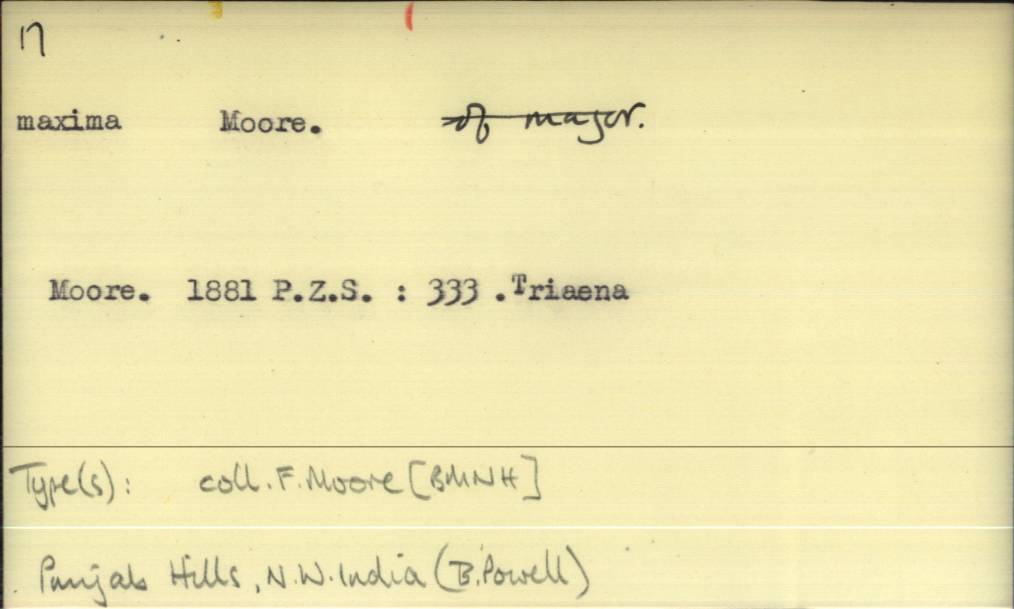 17
maxima Moore. of major.
Moore. 1881 P.Z.S. : 333 .Triaena
Type(s): coll. F. Moore [BMNH]
Punjab Hills, N.W. India (B. Powell)